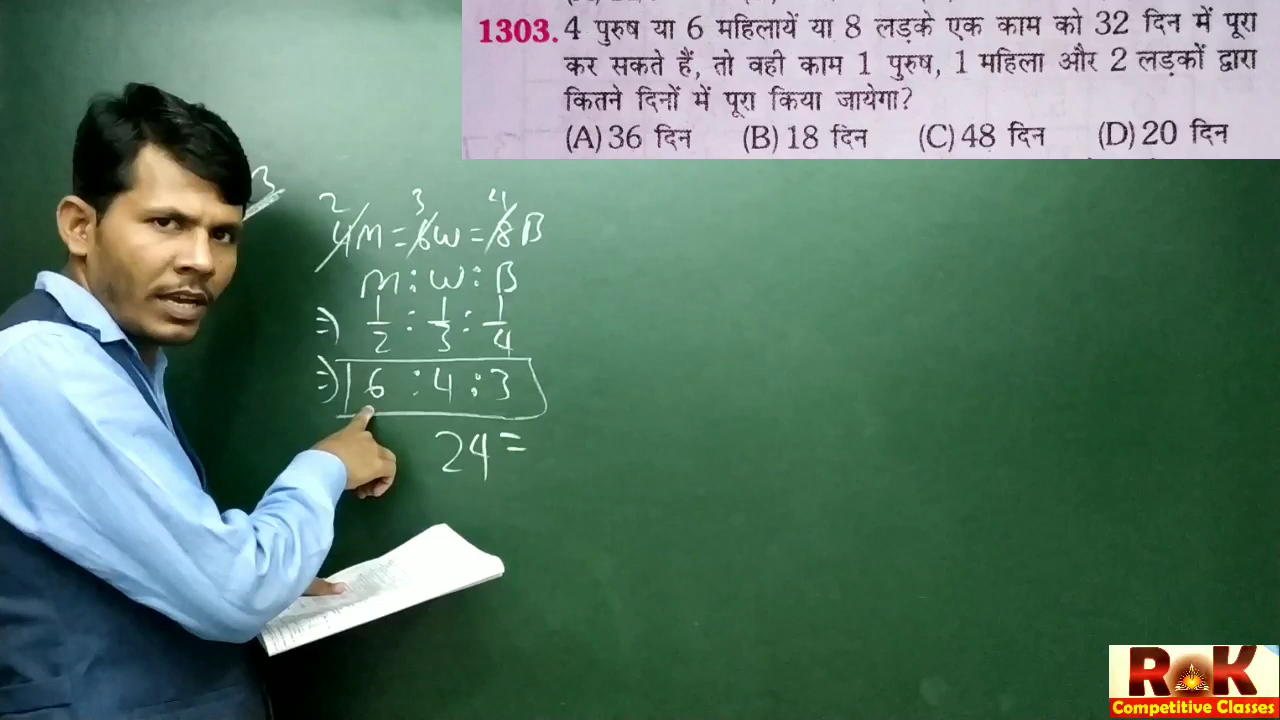 1303. 4 पुरुष या 6 महिलायें या 8 लड़के एक काम को 32 दिन में पूरा
कर सकते हैं, तो वही काम 1 पुरुष, 1 महिला और 2 लड़कों द्वारा
कितने दिनों में पूरा किया जायेगा?
(A) 36 दिन (B) 18 दिन (C) 48 दिन (D) 20 दिन
3
2 3 4
4M = 6W = 8B
M : W : B
⇒) 1/2 : 1/3 : 1/4
⇒) 6 : 4 : 3
24 =
ROK
Competitive Classes